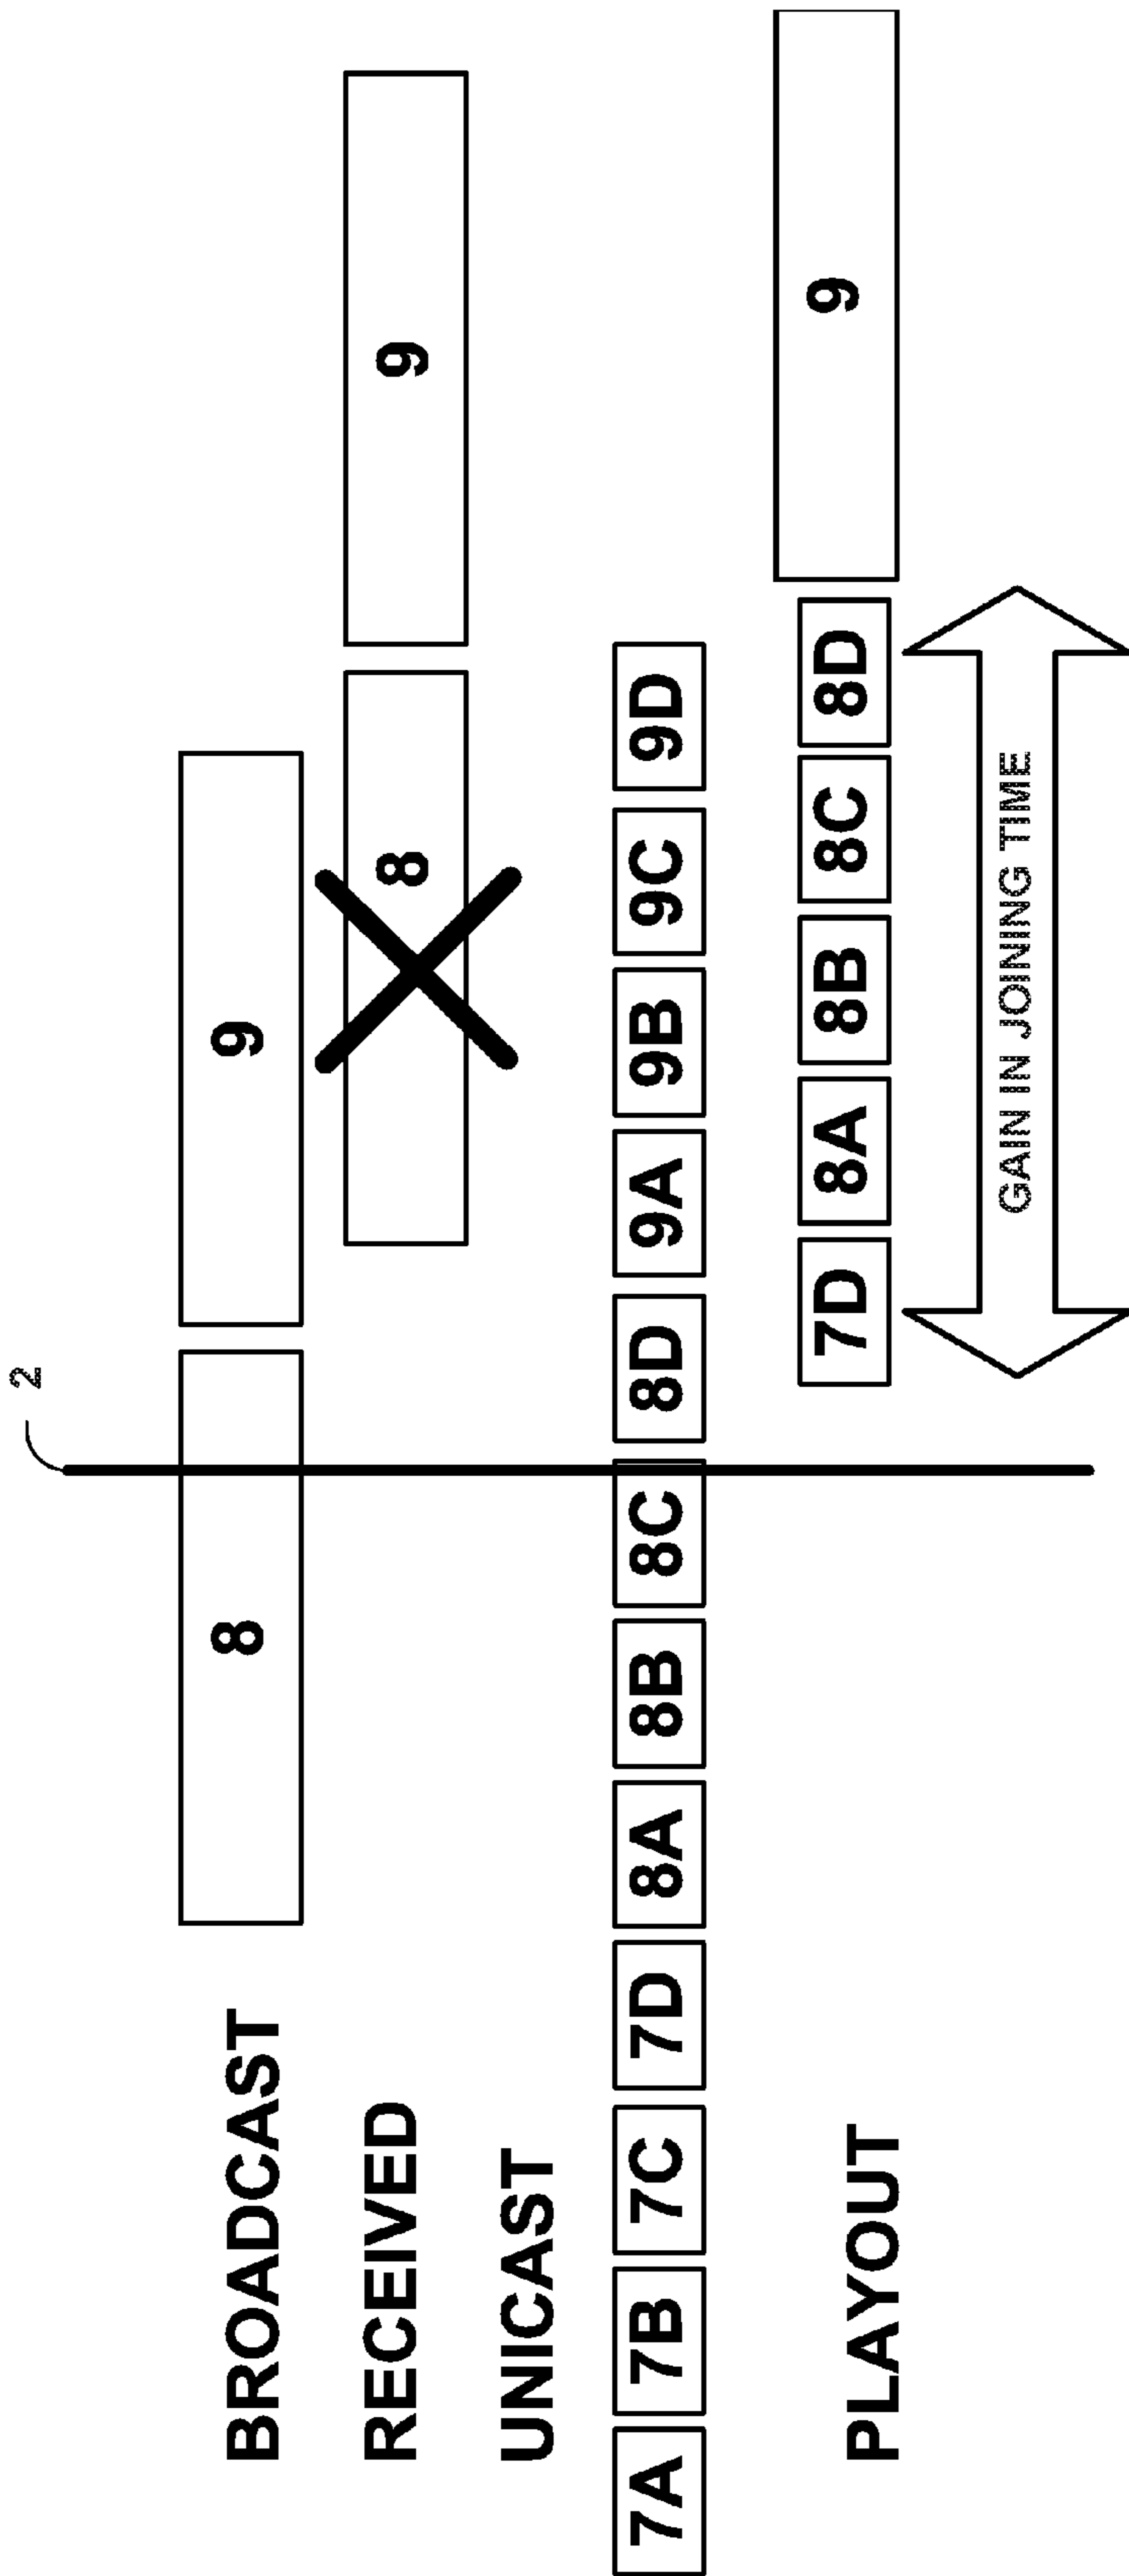 2
BROADCAST
8 9
RECEIVED
8 9
UNICAST
7A 7B 7C 7D 8A 8B 8C 8D 9A 9B 9C 9D
PLAYOUT
7D 8A 8B 8C 8D 9
GAIN IN JOINING TIME